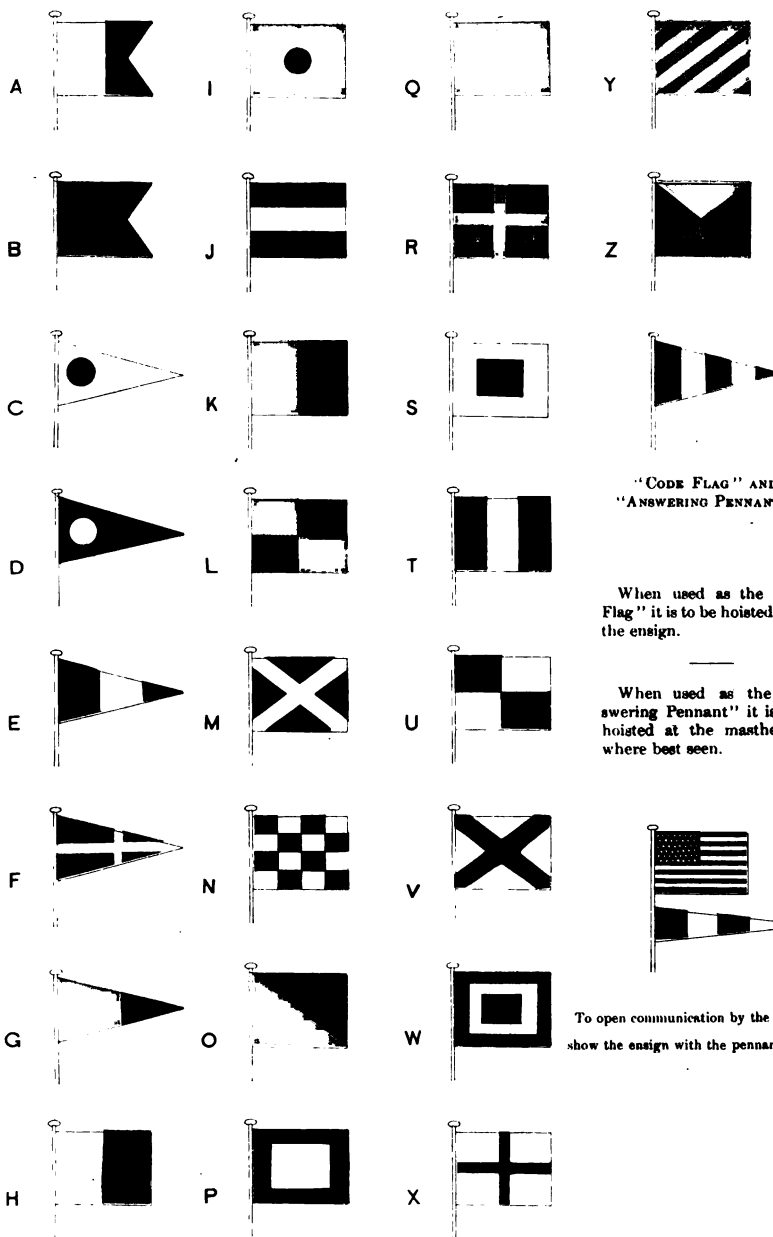 A
I
Q
Y
B
J
R
Z
C
K
S
"CODE FLAG" AND
"ANSWERING PENNAN
D
L
T
When used as the
Flag" it is to be hoisted
the ensign.
E
M
U
When used as the
swering Pennant" it is
hoisted at the masthe
where best seen.
F
N
V
G
O
W
To open communication by the
show the ensign with the pennan
H
P
X